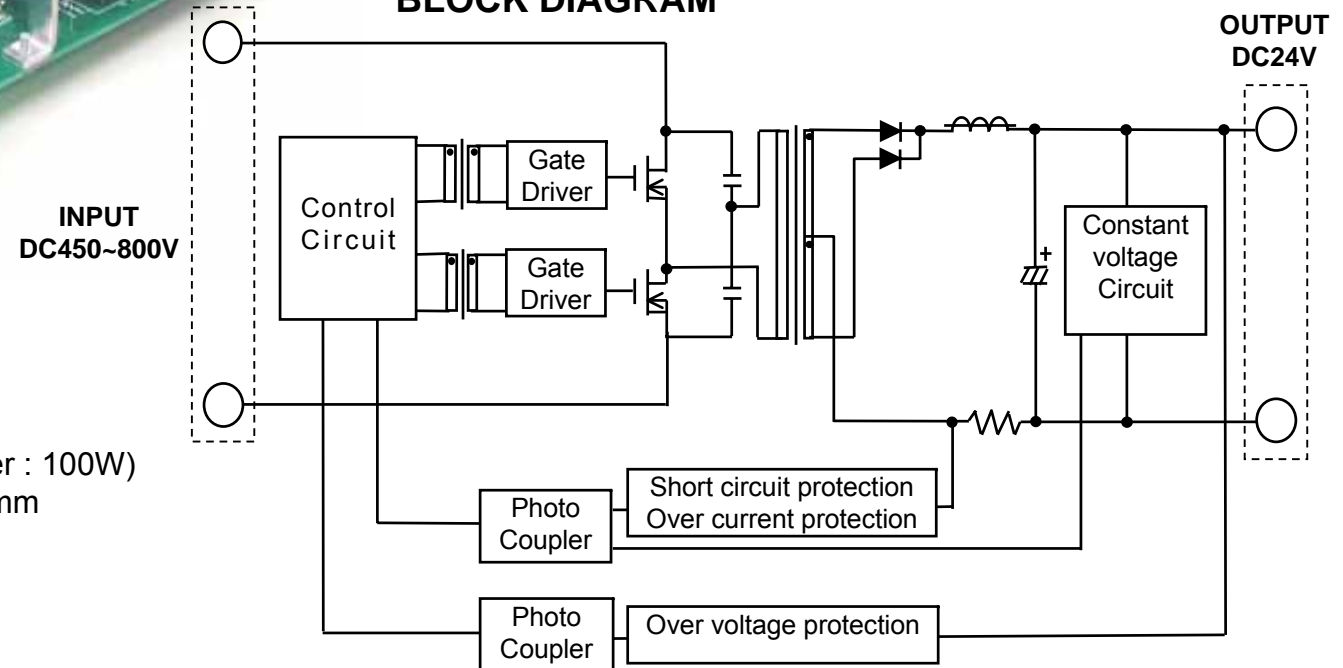 BLOCK DIAGRAM
OUTPUT
DC24V
INPUT
DC450~800V
Control
Circuit
Gate
Driver
Gate
Driver
Constant
voltage
Circuit
+
er : 100W)
mm
Photo
Coupler
Short circuit protection
Over current protection
Photo
Coupler
Over voltage protection